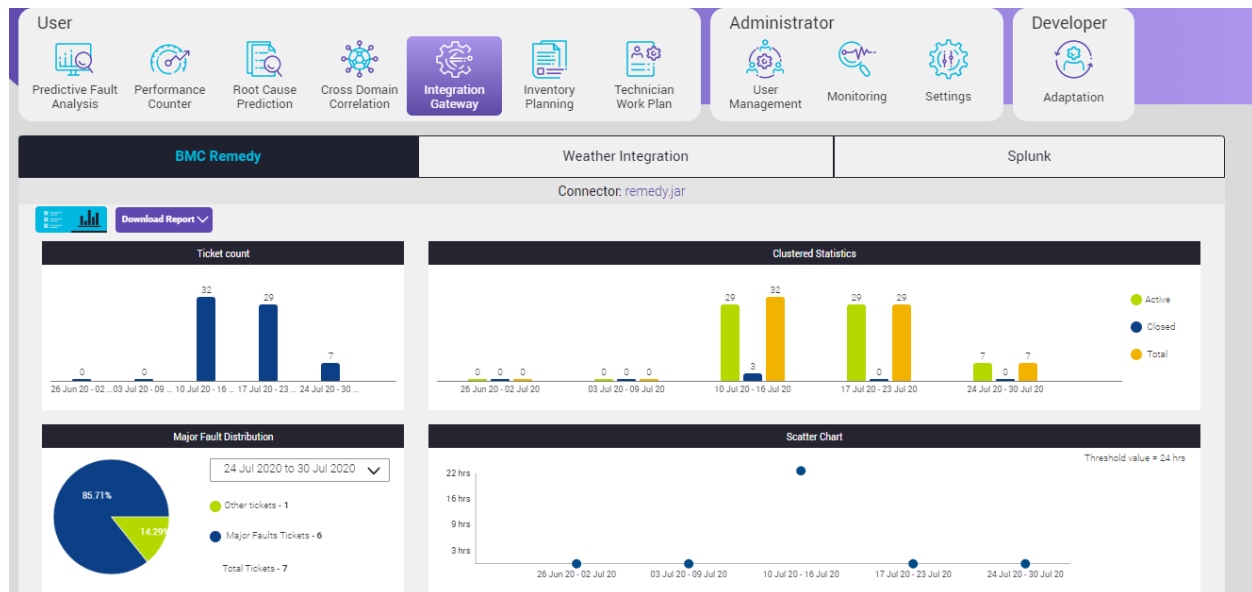 User
Administrator
Developer
Predictive Fault Analysis
Performance Counter
Root Cause Prediction
Cross Domain Correlation
Integration Gateway
Inventory Planning
Technician Work Plan
User Management
Monitoring
Settings
Adaptation
BMC Remedy
Weather Integration
Splunk
Connector: remedy.jar
Download Report
Ticket count
32
29
7
0
0
26 Jun 20 - 02 ...03 Jul 20 - 09 ... 10 Jul 20 - 16 ... 17 Jul 20 - 23 ... 24 Jul 20 - 30 ...
Clustered Statistics
29 32 29 29
7 7
3
0 0 0 0 0 0 0 0
26 Jun 20 - 02 Jul 20 03 Jul 20 - 09 Jul 20 10 Jul 20 - 16 Jul 20 17 Jul 20 - 23 Jul 20 24 Jul 20 - 30 Jul 20
Active
Closed
Total
Major Fault Distribution
24 Jul 2020 to 30 Jul 2020
85.71%
14.29%
Other tickets - 1
Major Faults Tickets - 6
Total Tickets - 7
Scatter Chart
Threshold value = 24 hrs
22 hrs
16 hrs
9 hrs
3 hrs
26 Jun 20 - 02 Jul 20 03 Jul 20 - 09 Jul 20 10 Jul 20 - 16 Jul 20 17 Jul 20 - 23 Jul 20 24 Jul 20 - 30 Jul 20